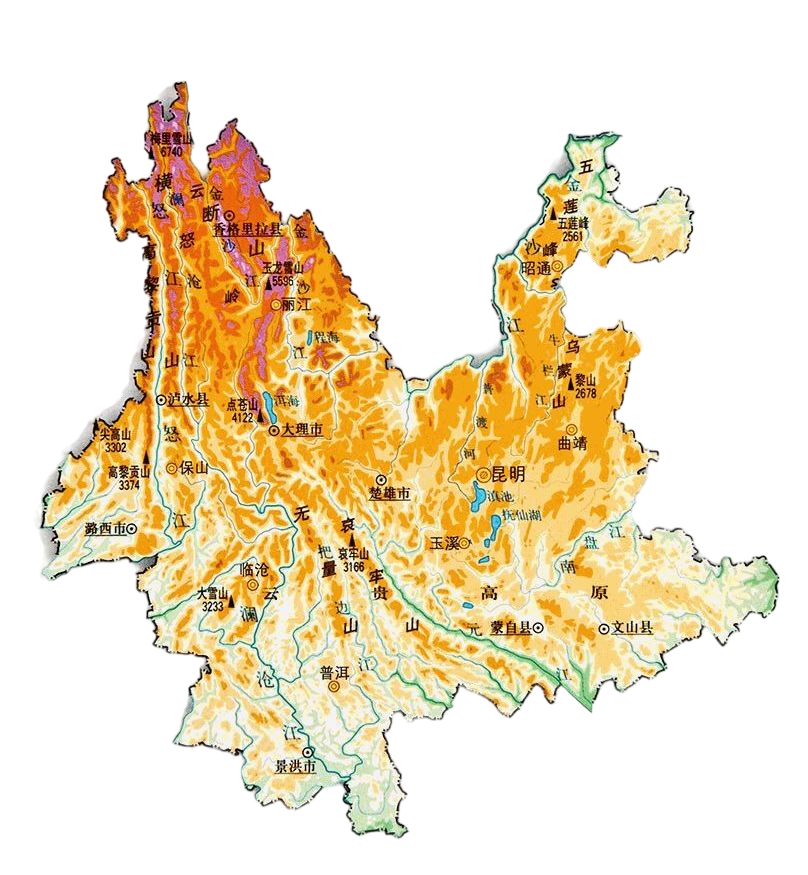 梅里雪山
6740
横断山
云岭
怒江
澜沧江
金沙江
香格里拉县
玉龙雪山
5596
丽江
程海
高黎贡山
怒山
泸水县
点苍山
4122
洱海
大理市
尖高山
3302
高黎贡山
3374
保山
怒江
潞西市
楚雄市
五莲峰
金沙江
五莲峰
2561
昭通
牛栏江
乌蒙山
黎山
2678
曲靖
普渡河
昆明
滇池
抚仙湖
玉溪
南盘江
无量山
哀牢山
哀牢山
3166
把边江
临沧
大雪山
3233
澜沧江
云贵高原
元江
蒙自县
文山县
普洱
景洪市